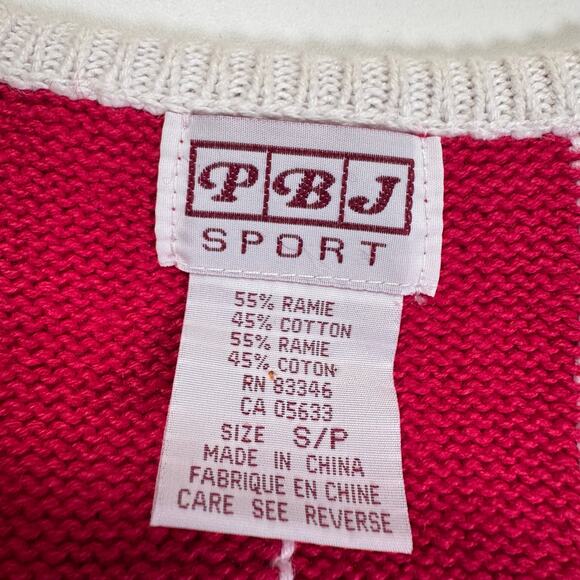 PBJ
SPORT
55% RAMIE
45% COTTON
55% RAMIE
45% COTON
RN 83346
CA 05633
SIZE S/P
MADE IN CHINA
FABRIQUE EN CHINE
CARE SEE REVERSE